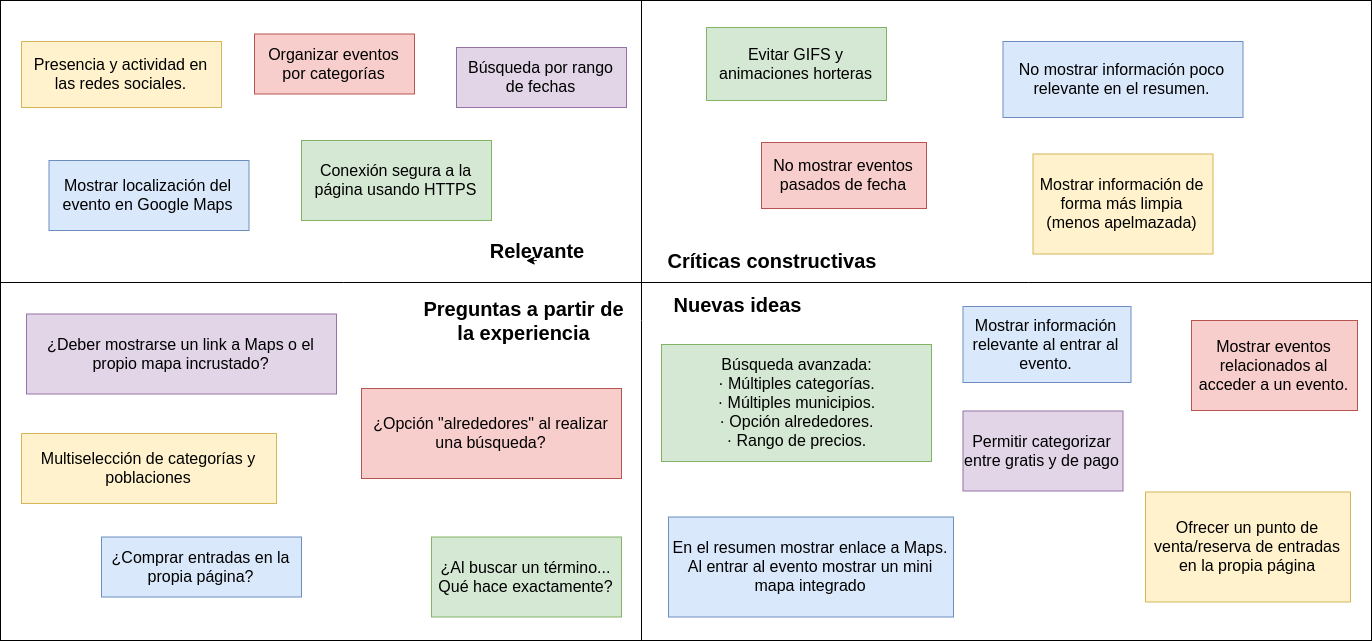 Presencia y actividad en
las redes sociales.
Organizar eventos
por categorías
Búsqueda por rango
de fechas
Mostrar localización del
evento en Google Maps
Conexión segura a la
página usando HTTPS
Relevante
Evitar GIFS y
animaciones horteras
No mostrar información poco
relevante en el resumen.
No mostrar eventos
pasados de fecha
Mostrar información de
forma más limpia
(menos apelmazada)
Críticas constructivas
Preguntas a partir de
la experiencia
¿Deber mostrarse un link a Maps o el
propio mapa incrustado?
¿Opción "alrededores" al realizar
una búsqueda?
Multiselección de categorías y
poblaciones
¿Comprar entradas en la
propia página?
¿Al buscar un término...
Qué hace exactamente?
Nuevas ideas
Búsqueda avanzada:
· Múltiples categorías.
· Múltiples municipios.
· Opción alrededores.
· Rango de precios.
Mostrar información
relevante al entrar al
evento.
Mostrar eventos
relacionados al
acceder a un evento.
Permitir categorizar
entre gratis y de pago
En el resumen mostrar enlace a Maps.
Al entrar al evento mostrar un mini
mapa integrado
Ofrecer un punto de
venta/reserva de entradas
en la propia página